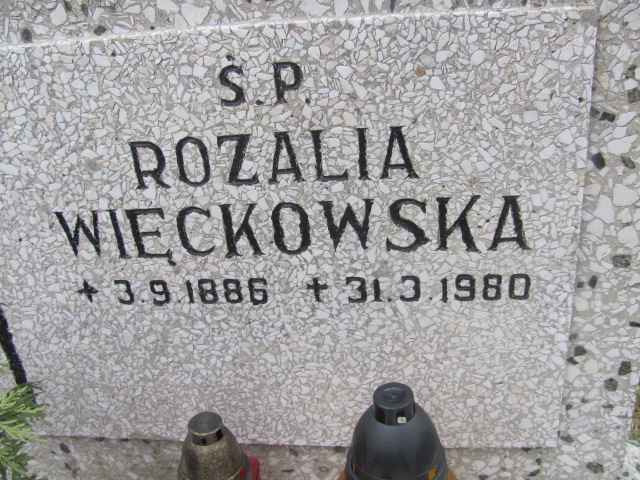 Ś.P.
ROZALIA
WIĘCKOWSKA
+ 3.9.1886 + 31.3.1980